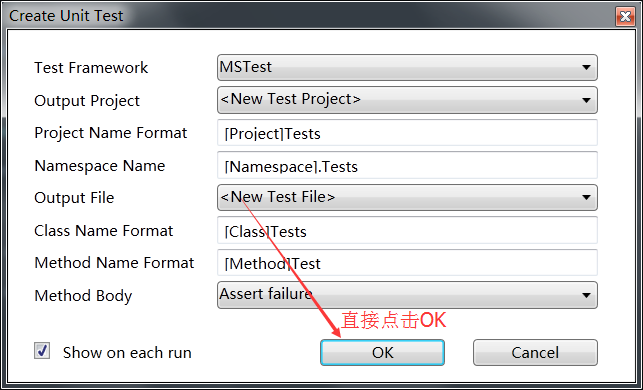 Create Unit Test
Test Framework MSTest
Output Project <New Test Project>
Project Name Format [Project]Tests
Namespace Name [Namespace].Tests
Output File <New Test File>
Class Name Format [Class]Tests
Method Name Format [Method]Test
Method Body Assert failure
直接点击OK
Show on each run OK Cancel